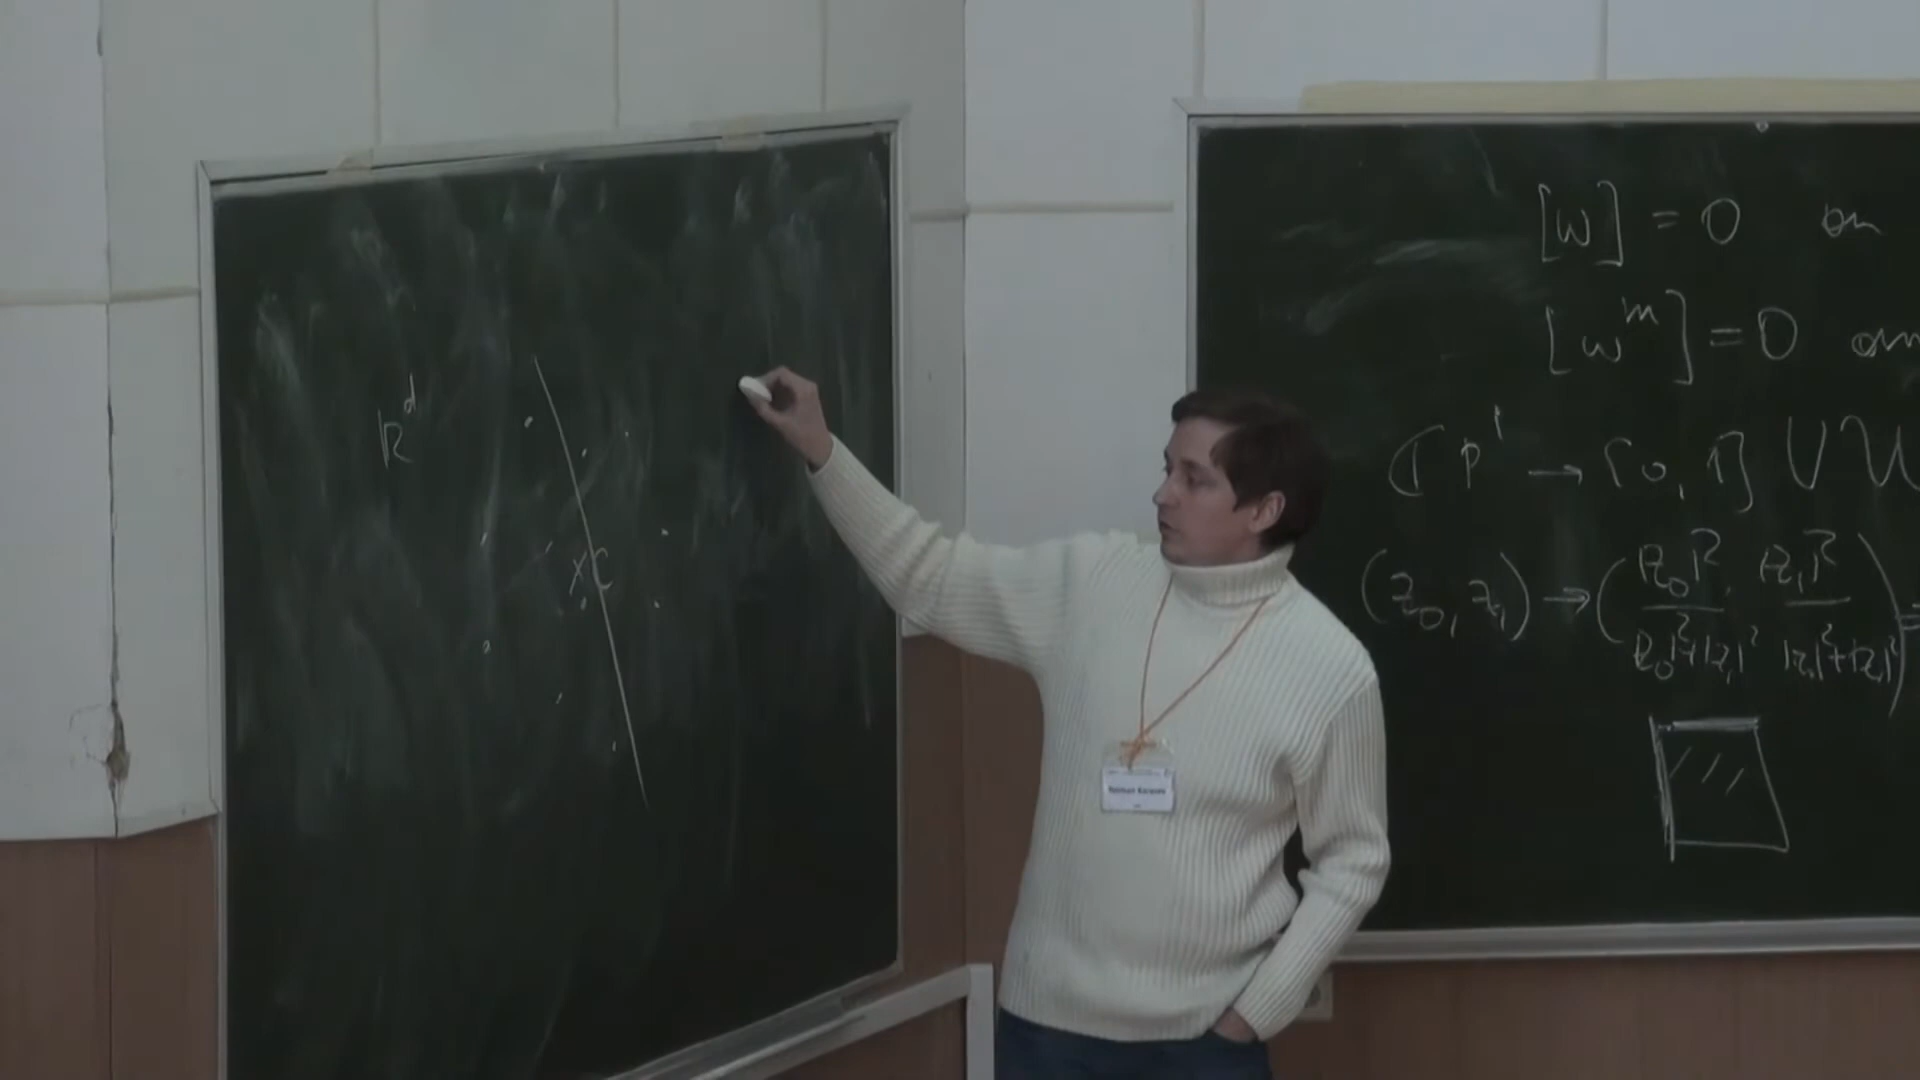 ℝ^d
×C
[ω] = 0 on
[ω^m] = 0 on
ℂP^1 → [0,1] ∪
(z_0, z_1) → (|z_0|^2 / |z_0|^2+|z_1|^2, |z_1|^2 / |z_0|^2+|z_1|^2) =